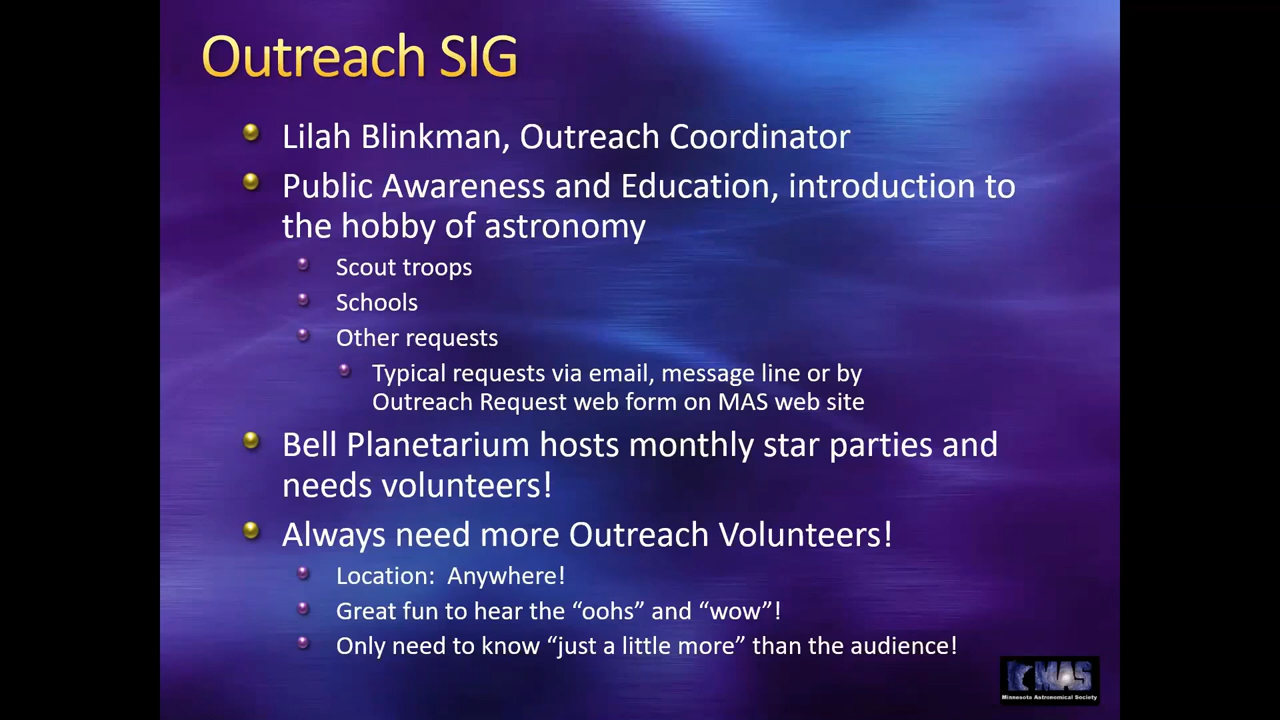 Outreach SIG
Lilah Blinkman, Outreach Coordinator
Public Awareness and Education, introduction to
the hobby of astronomy
Scout troops
Schools
Other requests
Typical requests via email, message line or by
Outreach Request web form on MAS web site
Bell Planetarium hosts monthly star parties and
needs volunteers!
Always need more Outreach Volunteers!
Location:  Anywhere!
Great fun to hear the “oohs” and “wow”!
Only need to know “just a little more” than the audience!
MAS
Minnesota Astronomical Society